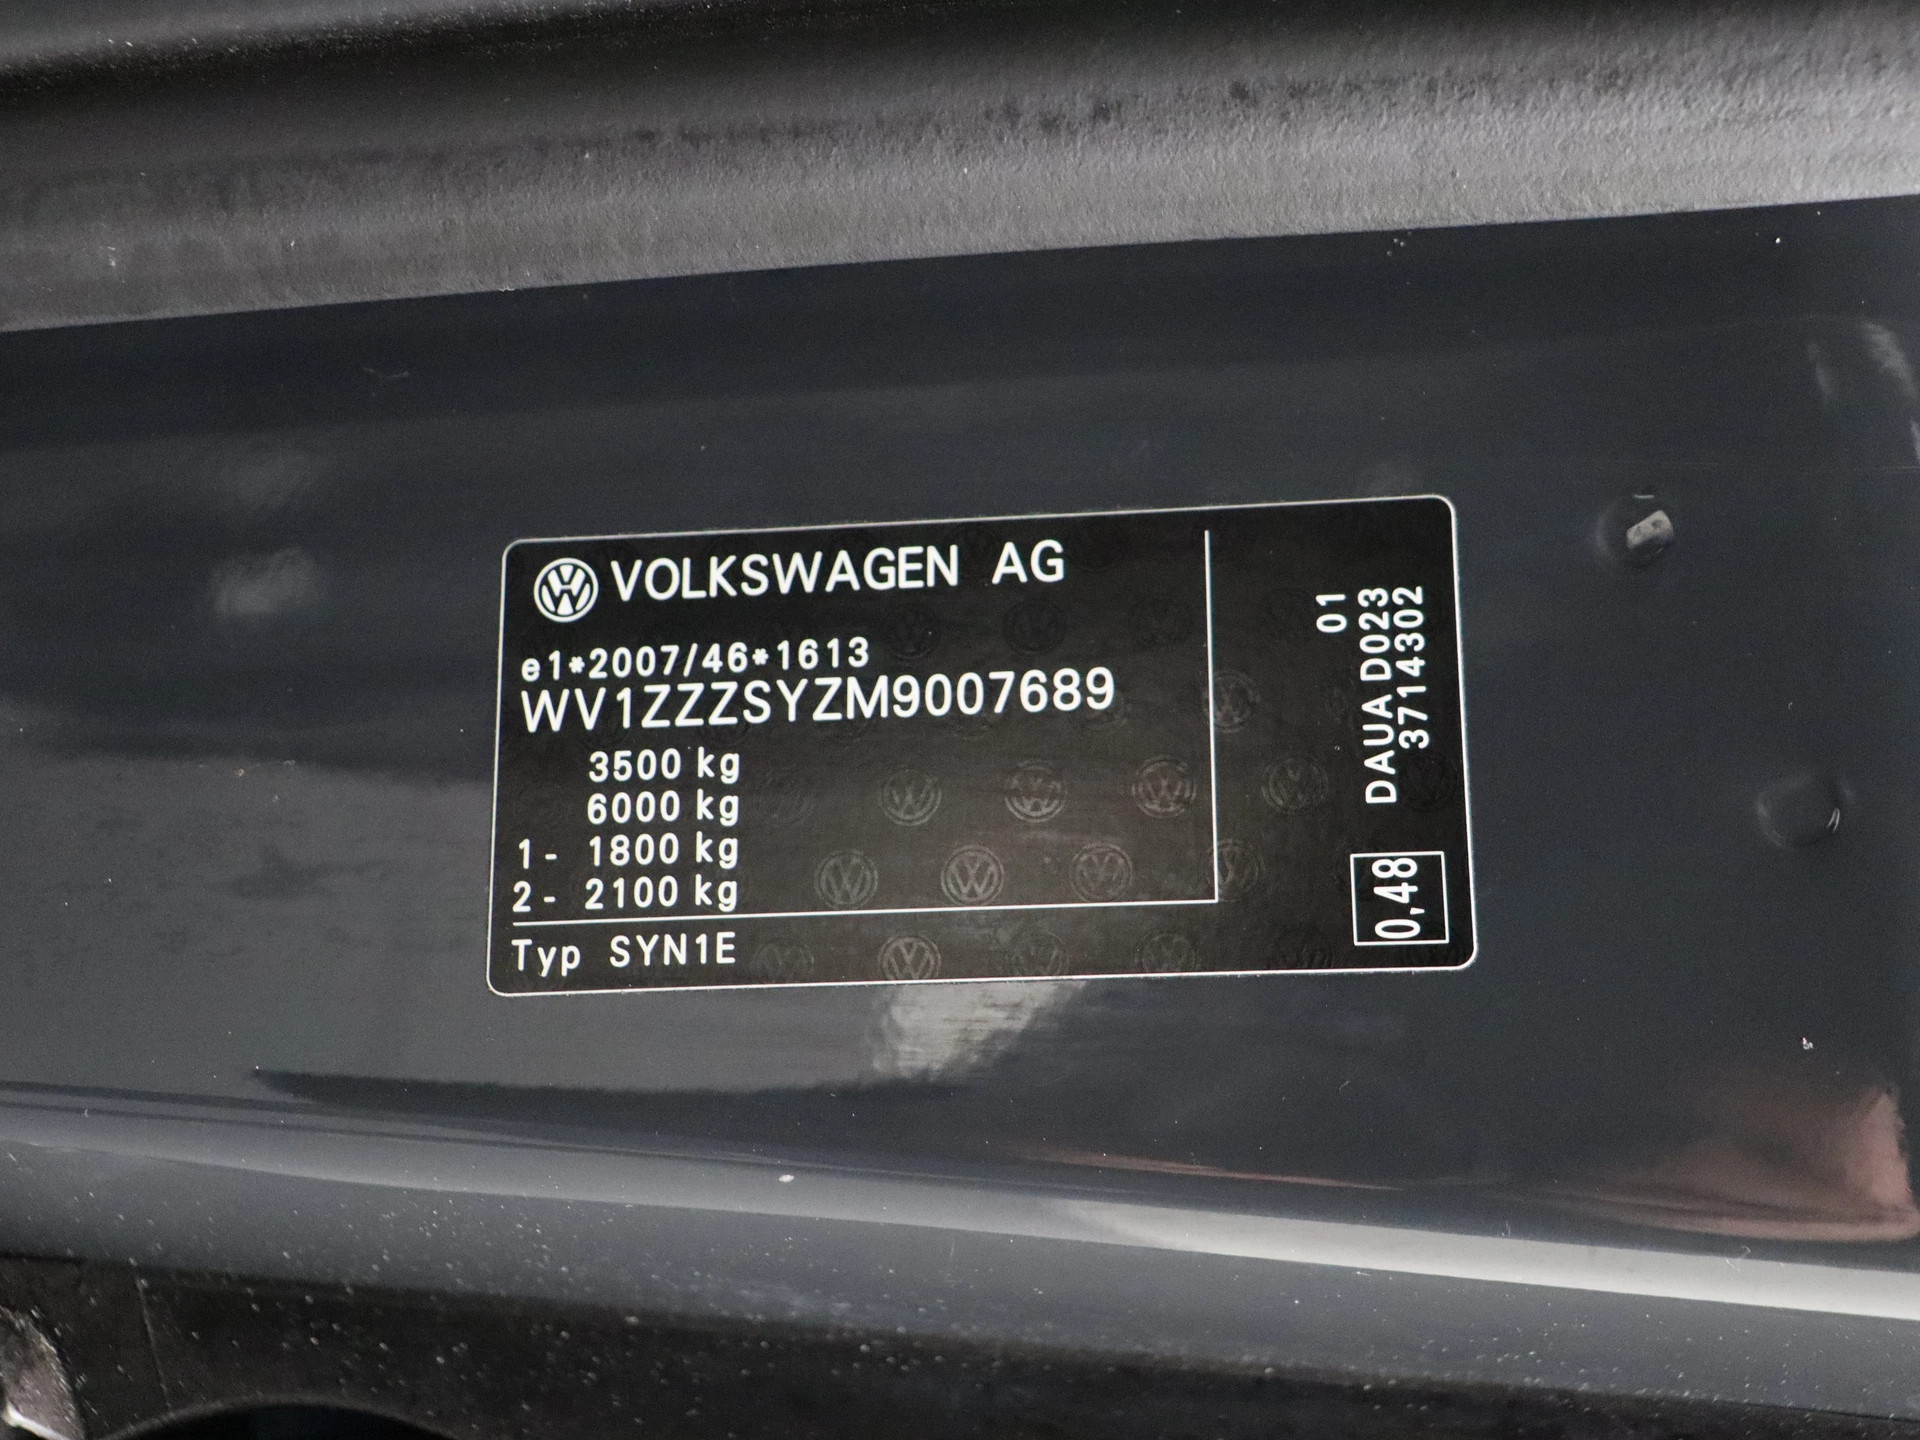 VOLKSWAGEN AG
e1*2007/46*1613
WV1ZZZSYZM9007689
3500 kg
6000 kg
1- 1800 kg
2- 2100 kg
Typ SYN1E
01
DAUA D023
3714302
0,48